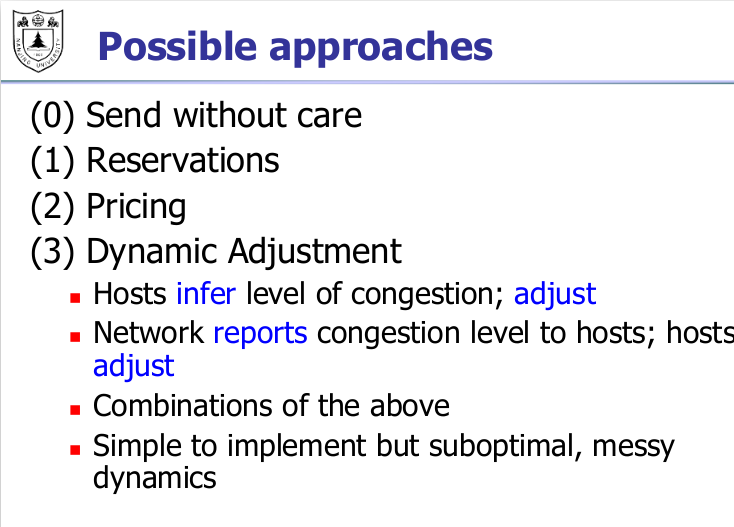 NANJING UNIVERSITY
Possible approaches
(0) Send without care
(1) Reservations
(2) Pricing
(3) Dynamic Adjustment
Hosts infer level of congestion; adjust
Network reports congestion level to hosts; hosts
adjust
Combinations of the above
Simple to implement but suboptimal, messy
dynamics